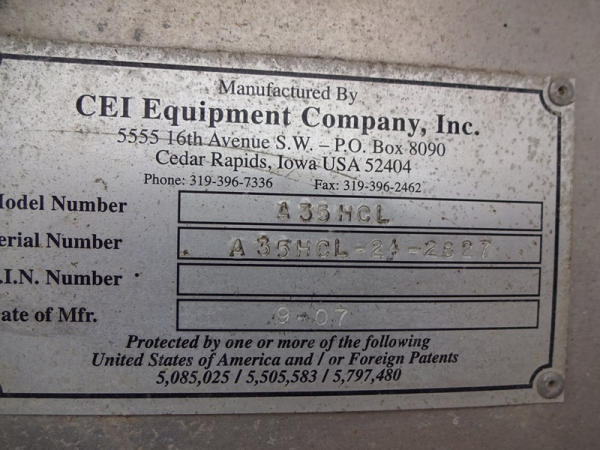 Manufactured By
CEI Equipment Company, Inc.
5555 16th Avenue S.W. – P.O. Box 8090
Cedar Rapids, Iowa USA 52404
Phone: 319-396-7336 Fax: 319-396-2462
Model Number A35HCL
erial Number
.I.N. Number
ate of Mfr. 9-07
Protected by one or more of the following
United States of America and / or Foreign Patents
5,085,025 / 5,505,583 / 5,797,480